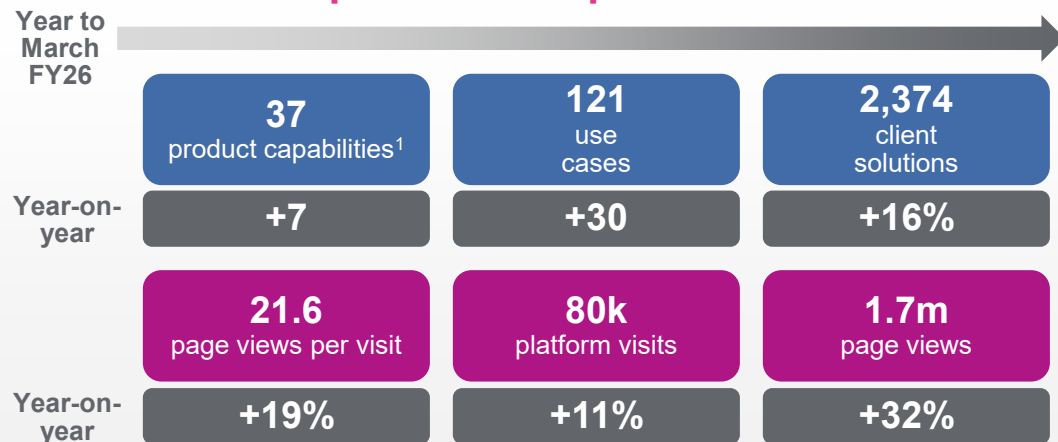 Year to
March
FY26
37
product capabilities1
121
use
cases
2,374
client
solutions
Year-on-
year
+7
+30
+16%
21.6
page views per visit
80k
platform visits
1.7m
page views
Year-on-
year
+19%
+11%
+32%